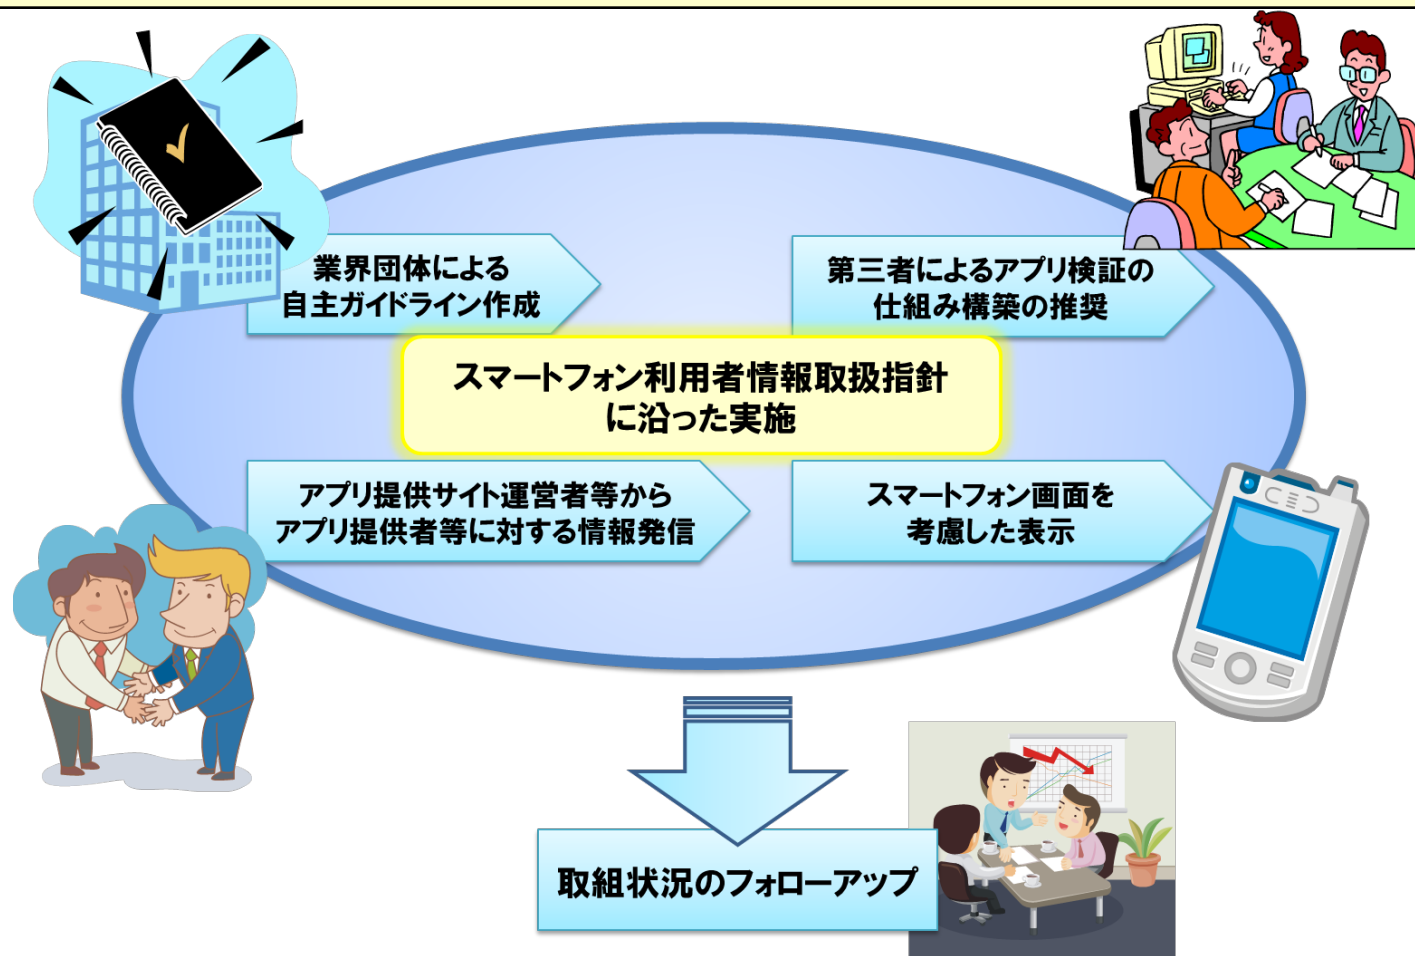 業界団体による
自主ガイドライン作成
第三者によるアプリ検証の
仕組み構築の推奨
スマートフォン利用者情報取扱指針
に沿った実施
アプリ提供サイト運営者等から
アプリ提供者等に対する情報発信
スマートフォン画面を
考慮した表示
取組状況のフォローアップ